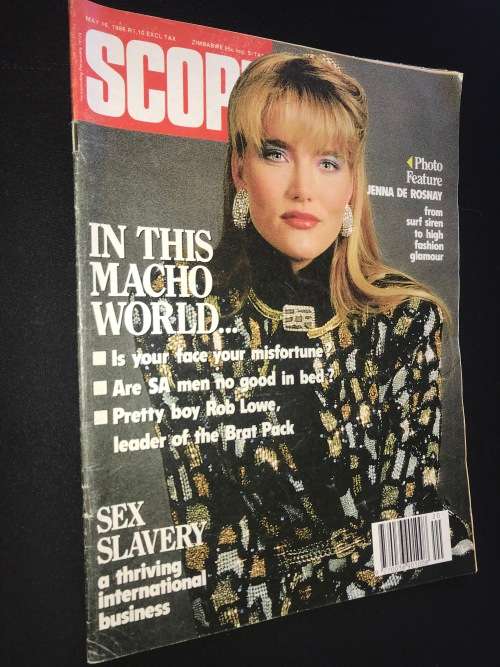 MAY 16, 1986 R1,10 EXCL TAX
ZIMBABWE
SCOP
Photo
Feature
JENNA DE ROSNAY
from
surf siren
to high
fashion
glamour
IN THIS
MACHO
WORLD...
Is your face your misfortune?
Are SA men no good in bed?
Pretty boy Rob Lowe,
leader of the Brat Pack
SEX
SLAVERY
a thriving
international
business